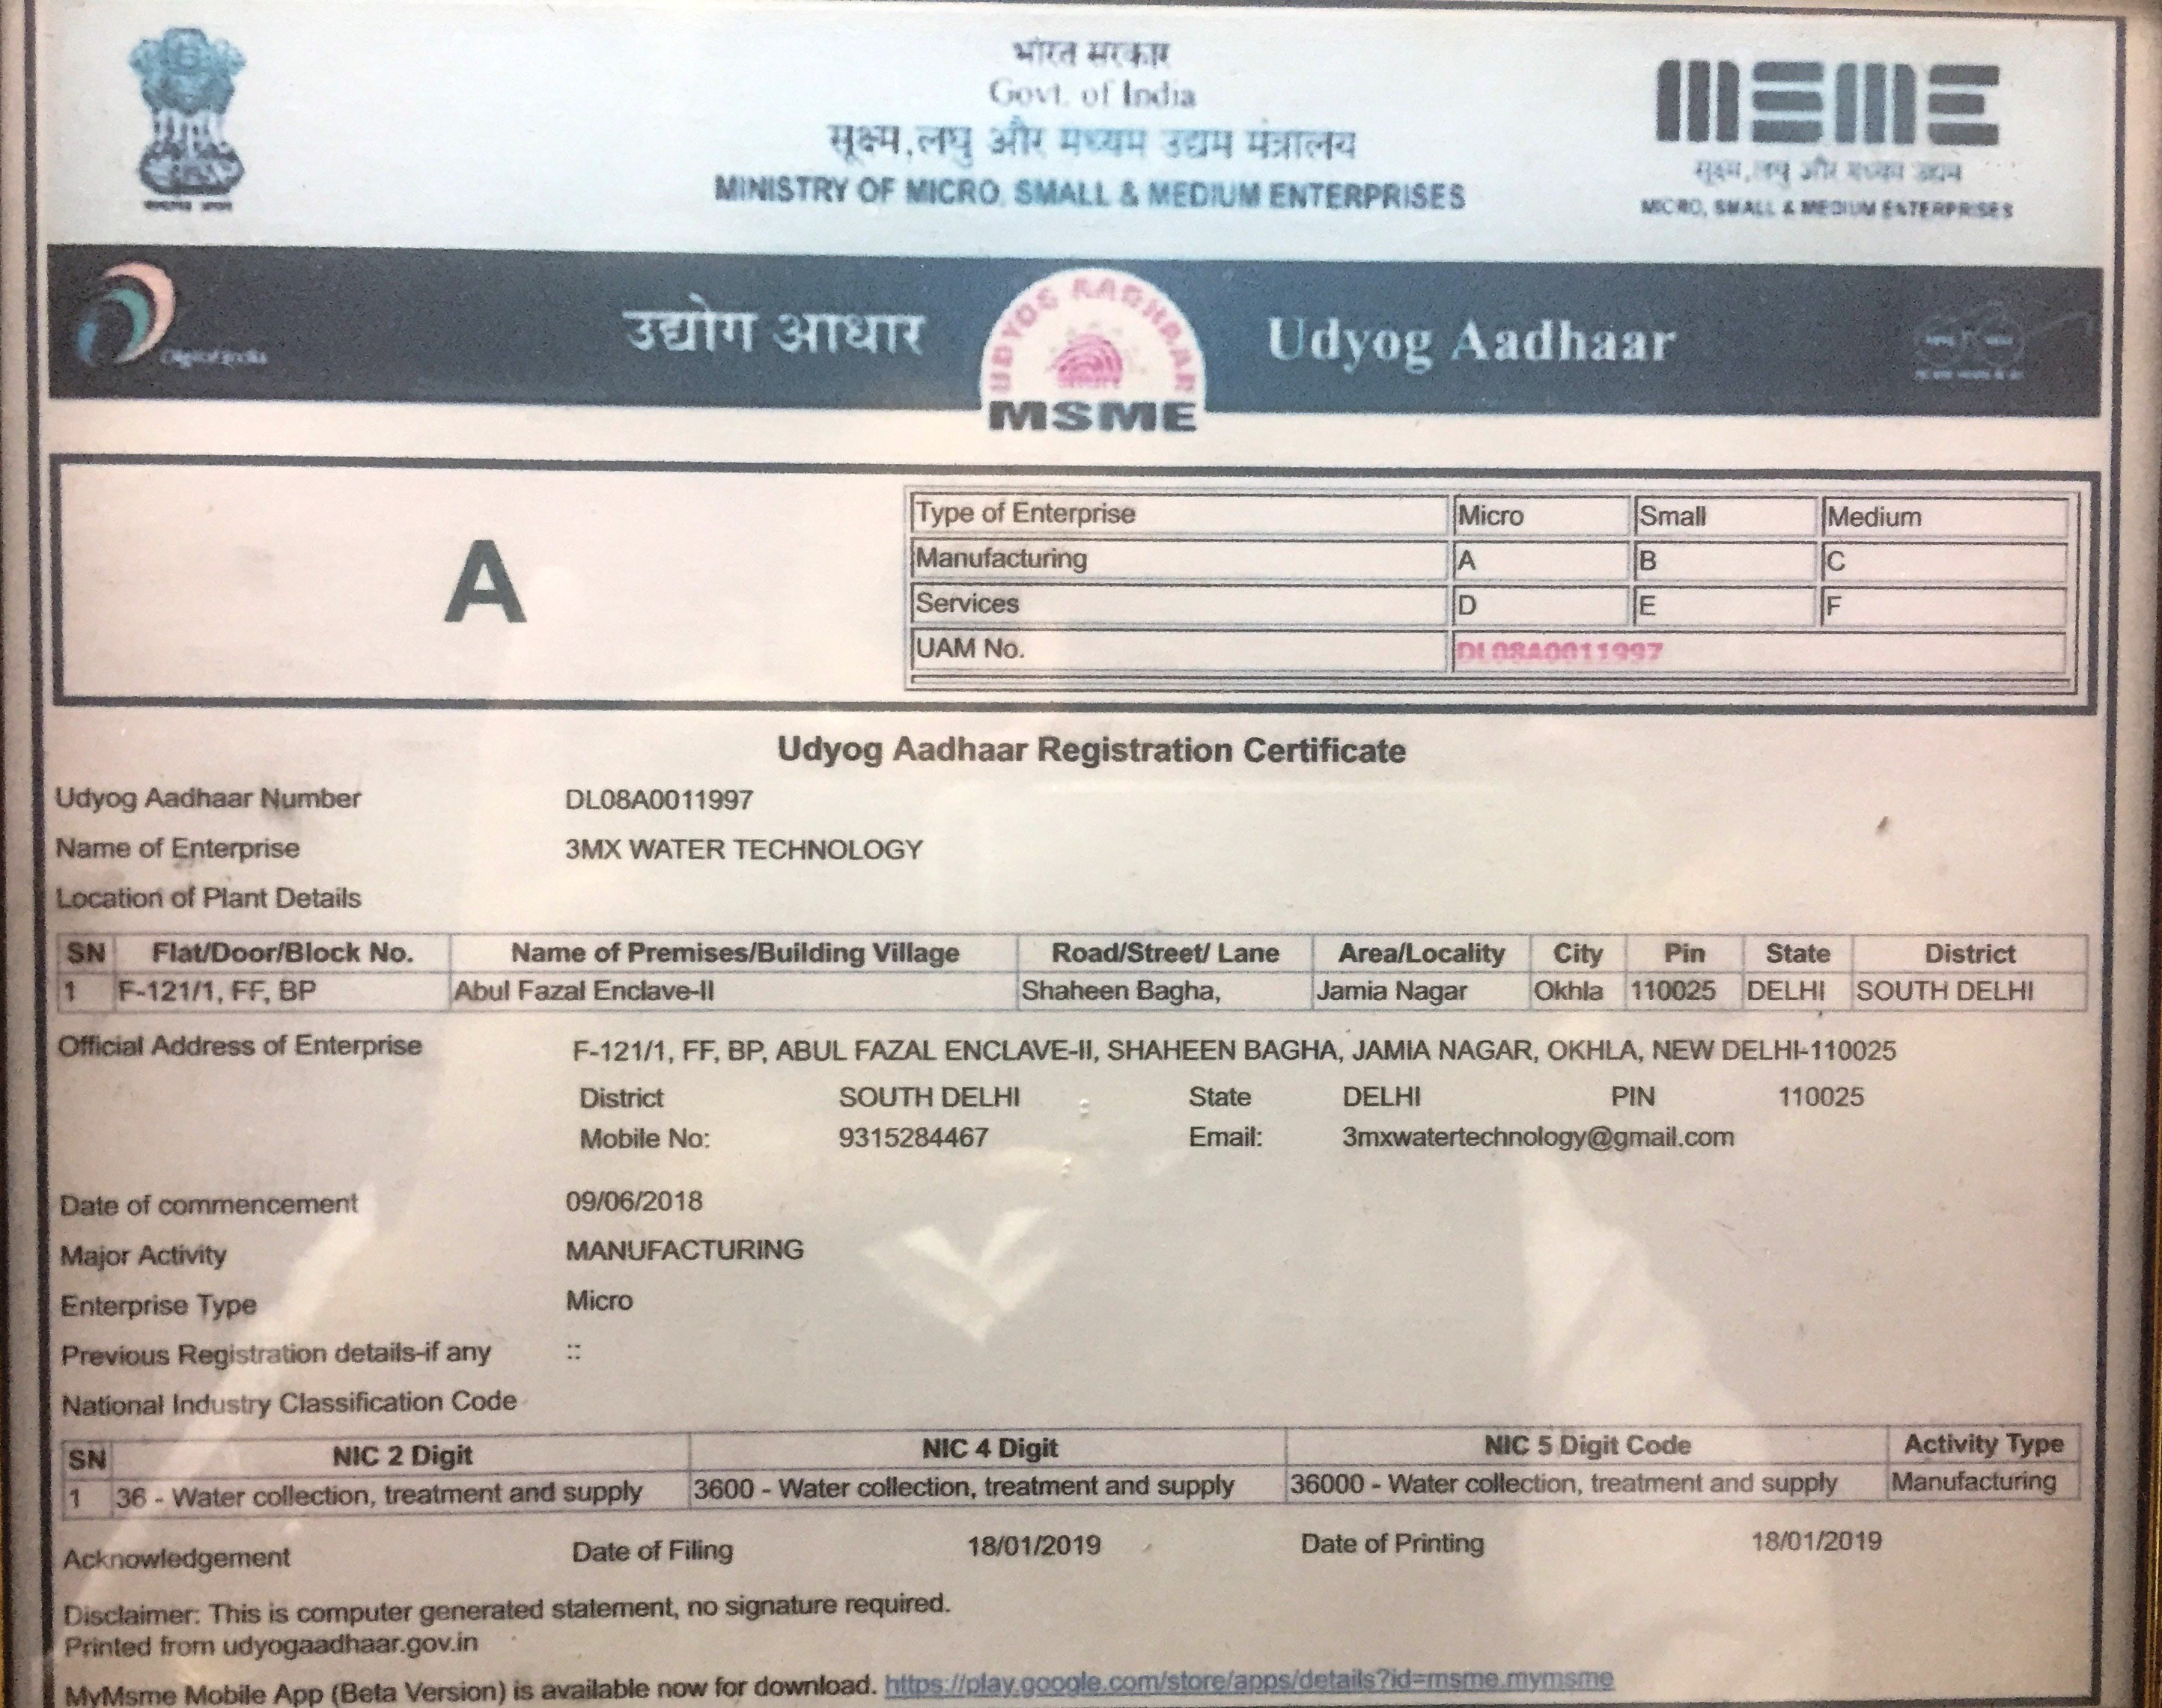 भारत सरकार
Govt. of India
सूक्ष्म,लघु और मध्यम उद्यम मंत्रालय
MINISTRY OF MICRO, SMALL & MEDIUM ENTERPRISES
MSME
सूक्ष्म,लघु और मध्यम उद्यम
MICRO, SMALL & MEDIUM ENTERPRISES
Digital India
उद्योग आधार
UDYOG AADHAAR
MSME
Udyog Aadhaar
A
Type of Enterprise Micro Small Medium
Manufacturing A B C
Services D E F
UAM No. DL08A0011997
Udyog Aadhaar Registration Certificate
Udyog Aadhaar Number DL08A0011997
Name of Enterprise 3MX WATER TECHNOLOGY
Location of Plant Details
SN Flat/Door/Block No. Name of Premises/Building Village Road/Street/ Lane Area/Locality City Pin State District
1 F-121/1, FF, BP Abul Fazal Enclave-II Shaheen Bagha, Jamia Nagar Okhla 110025 DELHI SOUTH DELHI
Official Address of Enterprise F-121/1, FF, BP, ABUL FAZAL ENCLAVE-II, SHAHEEN BAGHA, JAMIA NAGAR, OKHLA, NEW DELHI-110025
District SOUTH DELHI State DELHI PIN 110025
Mobile No: 9315284467 Email: 3mxwatertechnology@gmail.com
Date of commencement 09/06/2018
Major Activity MANUFACTURING
Enterprise Type Micro
Previous Registration details-if any ::
National Industry Classification Code
SN NIC 2 Digit NIC 4 Digit NIC 5 Digit Code Activity Type
1 36 - Water collection, treatment and supply 3600 - Water collection, treatment and supply 36000 - Water collection, treatment and supply Manufacturing
Acknowledgement Date of Filing 18/01/2019 Date of Printing 18/01/2019
Disclaimer: This is computer generated statement, no signature required.
Printed from udyogaadhaar.gov.in
MyMsme Mobile App (Beta Version) is available now for download. https://play.google.com/store/apps/details?id=msme.mymsme